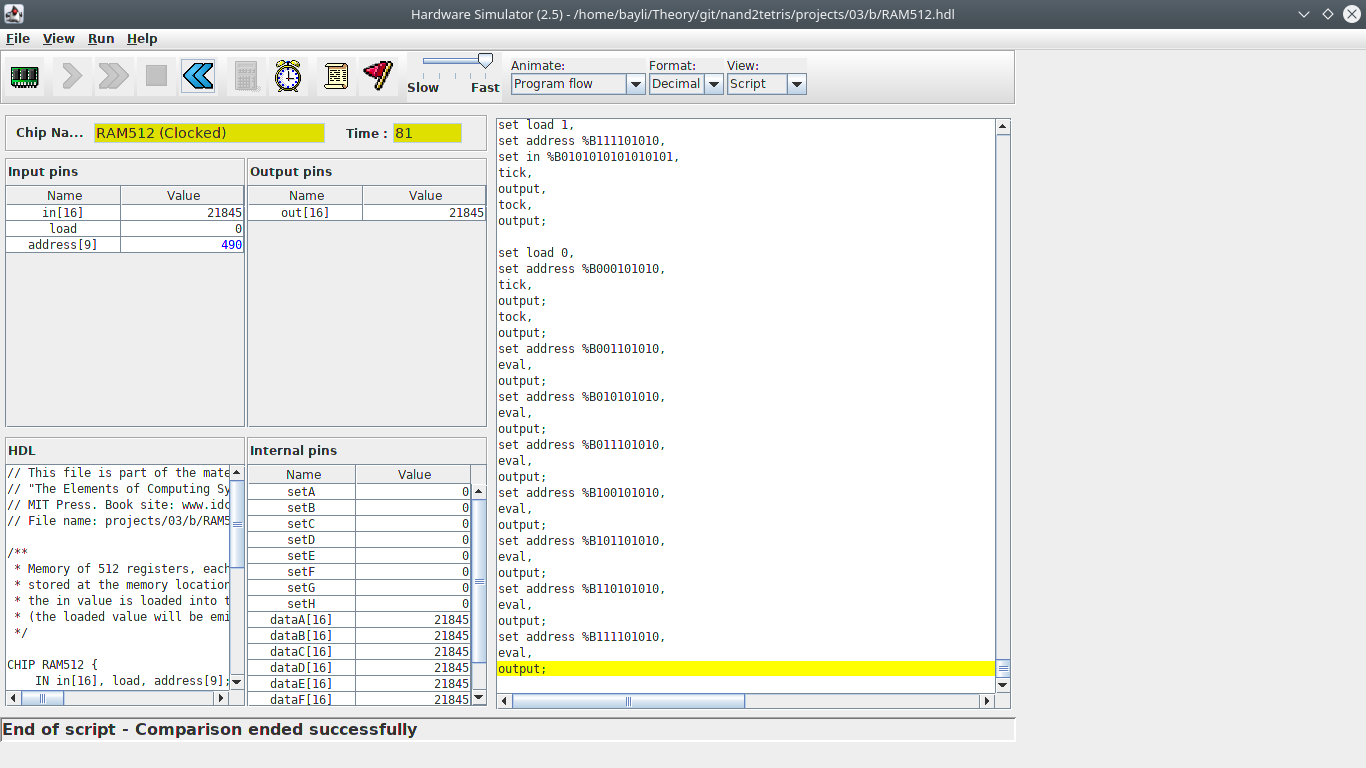 Hardware Simulator (2.5) - /home/bayli/Theory/git/nand2tetris/projects/03/b/RAM512.hdl
File View Run Help
Slow Fast
Animate:
Program flow
Format:
Decimal
View:
Script
Chip Na... RAM512 (Clocked) Time : 81
Input pins
Name Value
in[16] 21845
load 0
address[9] 490
Output pins
Name Value
out[16] 21845
HDL
// This file is part of the mate
// "The Elements of Computing Sy
// MIT Press. Book site: www.idc
// File name: projects/03/b/RAM5
/**
* Memory of 512 registers, each
* stored at the memory location
* the in value is loaded into t
* (the loaded value will be emi
*/
CHIP RAM512 {
IN in[16], load, address[9];
Internal pins
Name Value
setA 0
setB 0
setC 0
setD 0
setE 0
setF 0
setG 0
setH 0
dataA[16] 21845
dataB[16] 21845
dataC[16] 21845
dataD[16] 21845
dataE[16] 21845
dataF[16] 21845
set load 1,
set address %B111101010,
set in %B0101010101010101,
tick,
output,
tock,
output;
set load 0,
set address %B000101010,
tick,
output;
tock,
output;
set address %B001101010,
eval,
output;
set address %B010101010,
eval,
output;
set address %B011101010,
eval,
output;
set address %B100101010,
eval,
output;
set address %B101101010,
eval,
output;
set address %B110101010,
eval,
output;
set address %B111101010,
eval,
output;
End of script - Comparison ended successfully